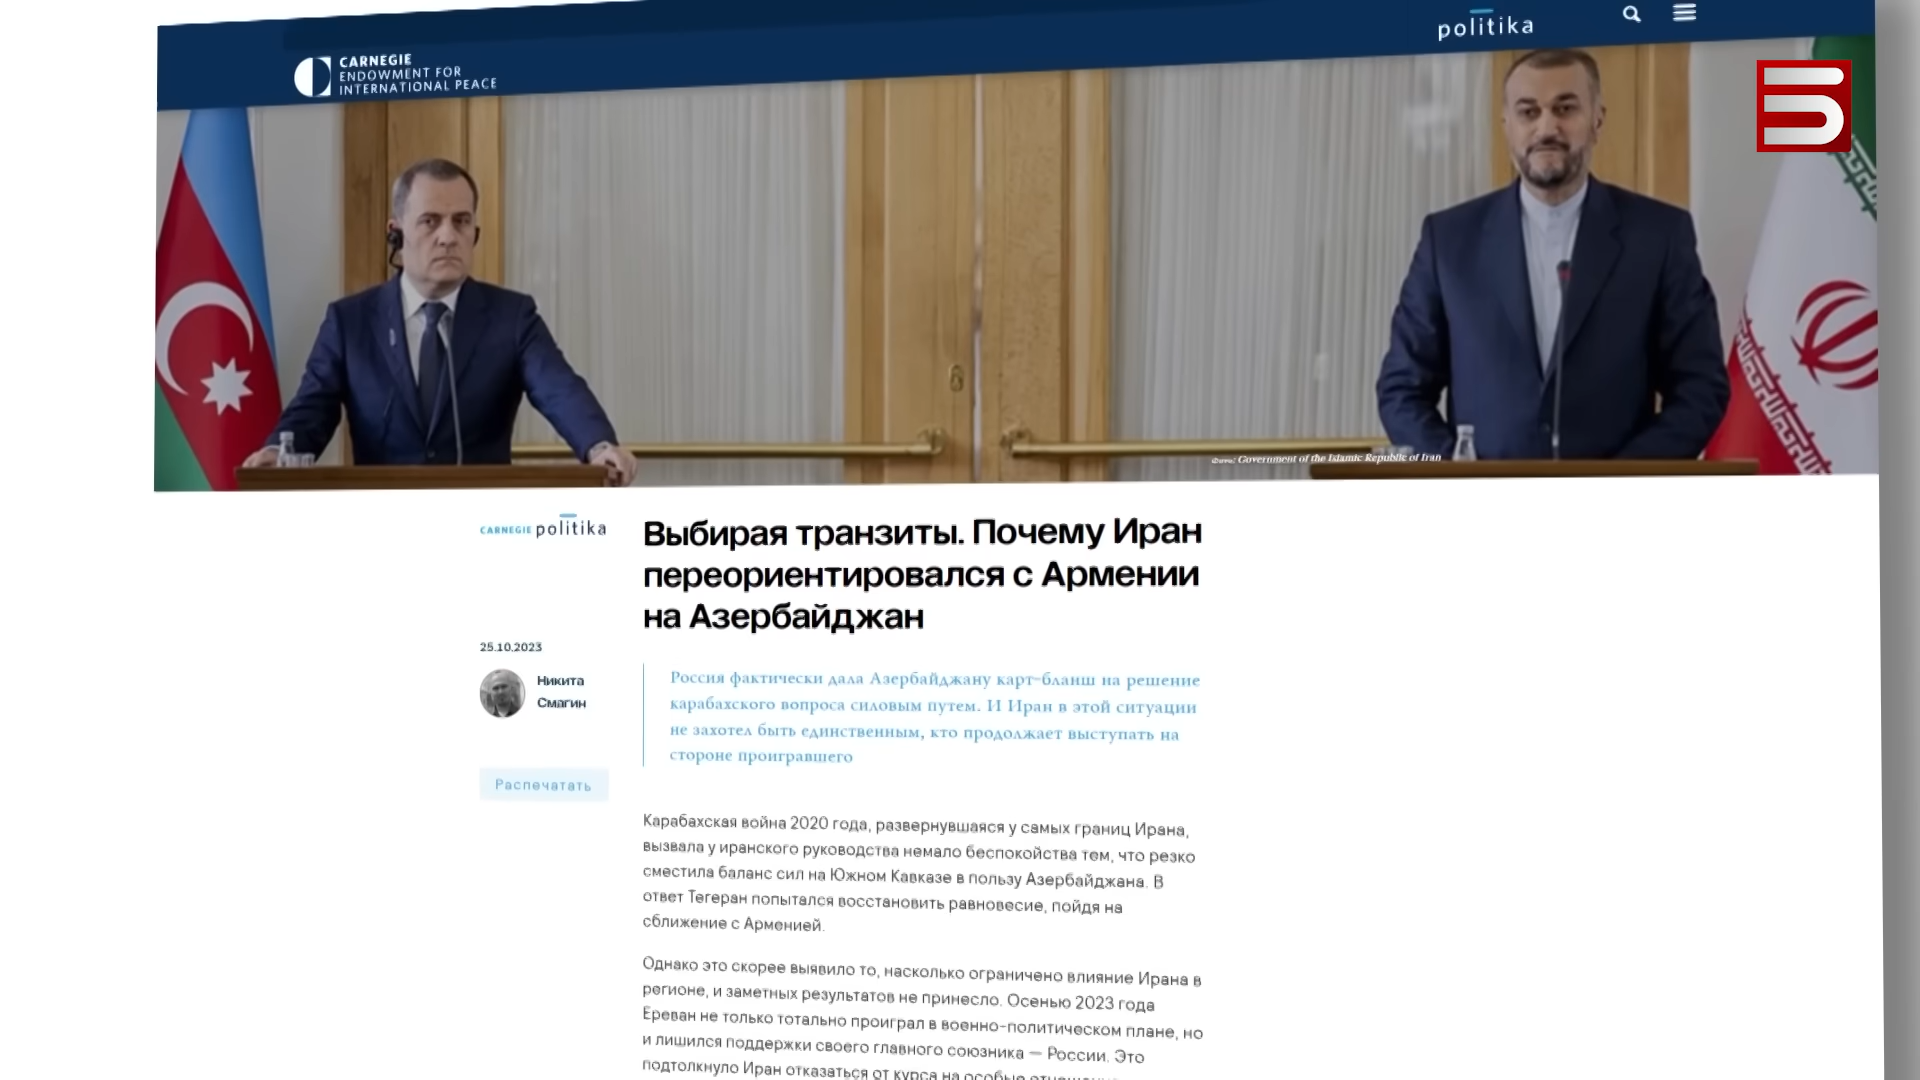 politika
CARNEGIE
ENDOWMENT FOR
INTERNATIONAL PEACE
Фото: Government of the Islamic Republic of Iran
CARNEGIE politika
Выбирая транзиты. Почему Иран
переориентировался с Армении
на Азербайджан
25.10.2023
Никита
Смагин
Россия фактически дала Азербайджану карт-бланш на решение
карабахского вопроса силовым путем. И Иран в этой ситуации
не захотел быть единственным, кто продолжает выступать на
стороне проигравшего
Распечатать
Карабахская война 2020 года, развернувшаяся у самых границ Ирана,
вызвала у иранского руководства немало беспокойства тем, что резко
сместила баланс сил на Южном Кавказе в пользу Азербайджана. В
ответ Тегеран попытался восстановить равновесие, пойдя на
сближение с Арменией.
Однако это скорее выявило то, насколько ограничено влияние Ирана в
регионе, и заметных результатов не принесло. Осенью 2023 года
Ереван не только тотально проиграл в военно-политическом плане, но
и лишился поддержки своего главного союзника — России. Это
подтолкнуло Иран отказаться от курса на особые